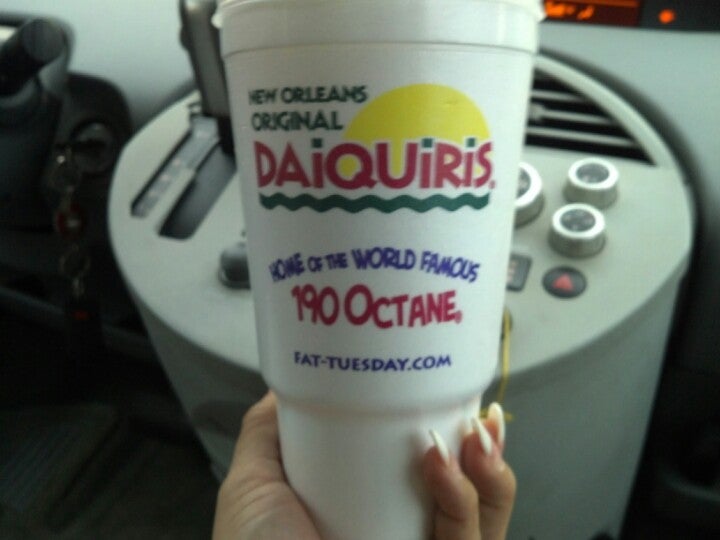 NEW ORLEANS
ORIGINAL
DAiQUiRiS®
HOME OF THE WORLD FAMOUS
190 OCTANE®
FAT-TUESDAY.COM